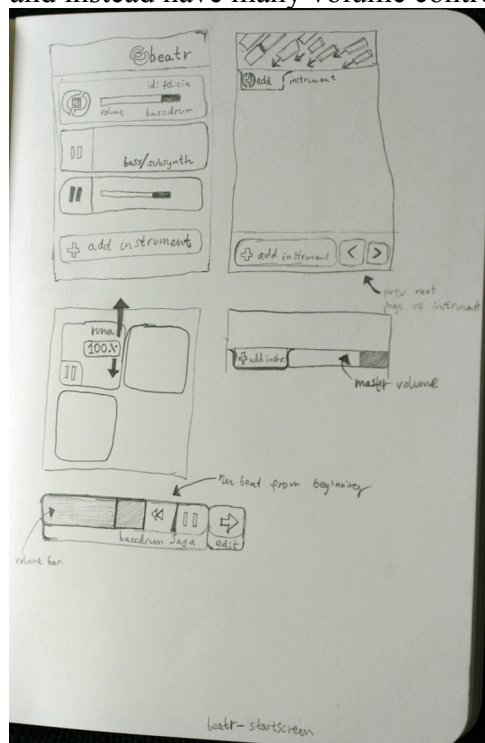 and instead have many volume contr
beatr
id: felicia
volume bassdrum
bass/subsynth
add instrument
add instrument
add instrument
prev next
page of instrument
runa
100%
add instr.
master volume
run beat from beginning
bassdrum Saga
edit
volume bar
beatr-startscreen